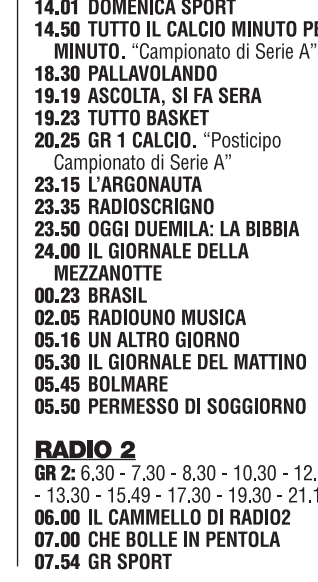 14.01 DOMENICA SPORT
14.50 TUTTO IL CALCIO MINUTO PE
MINUTO. “Campionato di Serie A”
18.30 PALLAVOLANDO
19.19 ASCOLTA, SI FA SERA
19.23 TUTTO BASKET
20.25 GR 1 CALCIO. “Posticipo
Campionato di Serie A”
23.15 L’ARGONAUTA
23.35 RADIOSCRIGNO
23.50 OGGI DUEMILA: LA BIBBIA
24.00 IL GIORNALE DELLA
MEZZANOTTE
00.23 BRASIL
02.05 RADIOUNO MUSICA
05.16 UN ALTRO GIORNO
05.30 IL GIORNALE DEL MATTINO
05.45 BOLMARE
05.50 PERMESSO DI SOGGIORNO
RADIO 2
GR 2: 6.30 - 7.30 - 8.30 - 10.30 - 12.
- 13.30 - 15.49 - 17.30 - 19.30 - 21.1
06.00 IL CAMMELLO DI RADIO2
07.00 CHE BOLLE IN PENTOLA
07.54 GR SPORT